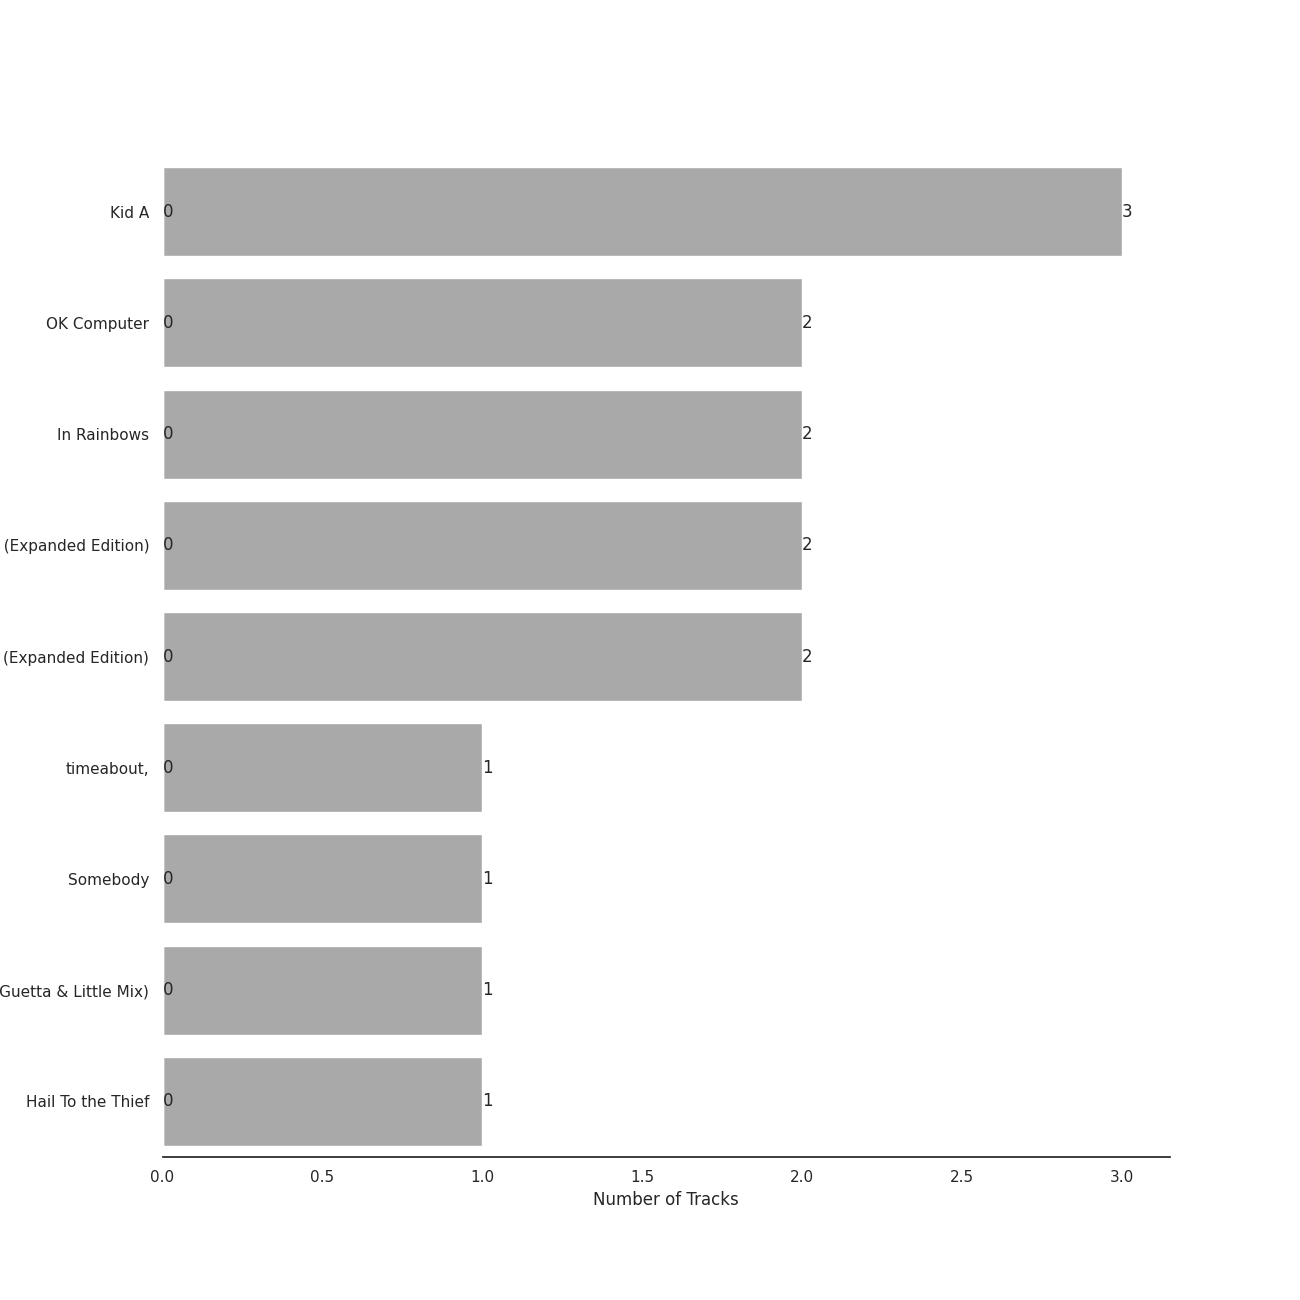 Kid A 0 3
OK Computer 0 2
In Rainbows 0 2
(Expanded Edition) 0 2
(Expanded Edition) 0 2
timeabout, 0 1
Somebody 0 1
Guetta & Little Mix) 0 1
Hail To the Thief 0 1
0.0 0.5 1.0 1.5 2.0 2.5 3.0
Number of Tracks